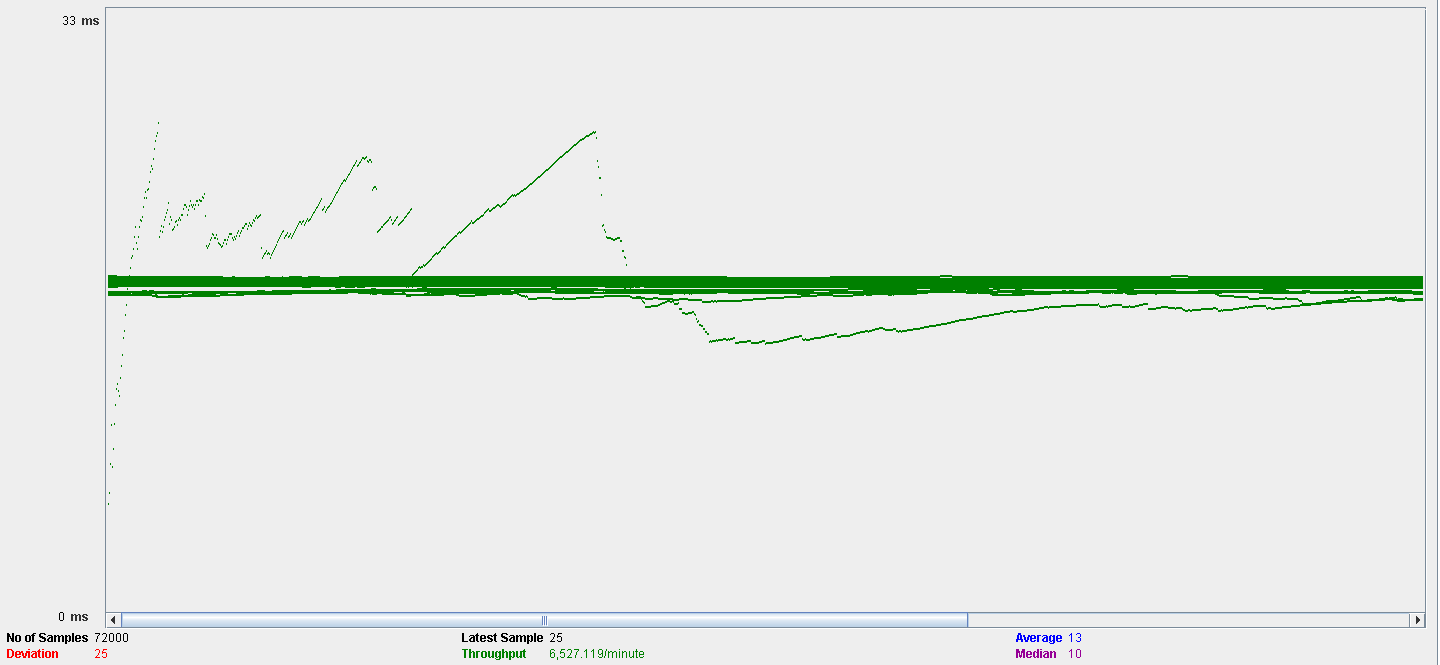 33 ms
0 ms
No of Samples 72000 Latest Sample 25 Average 13
Deviation 25 Throughput 6,527.119/minute Median 10